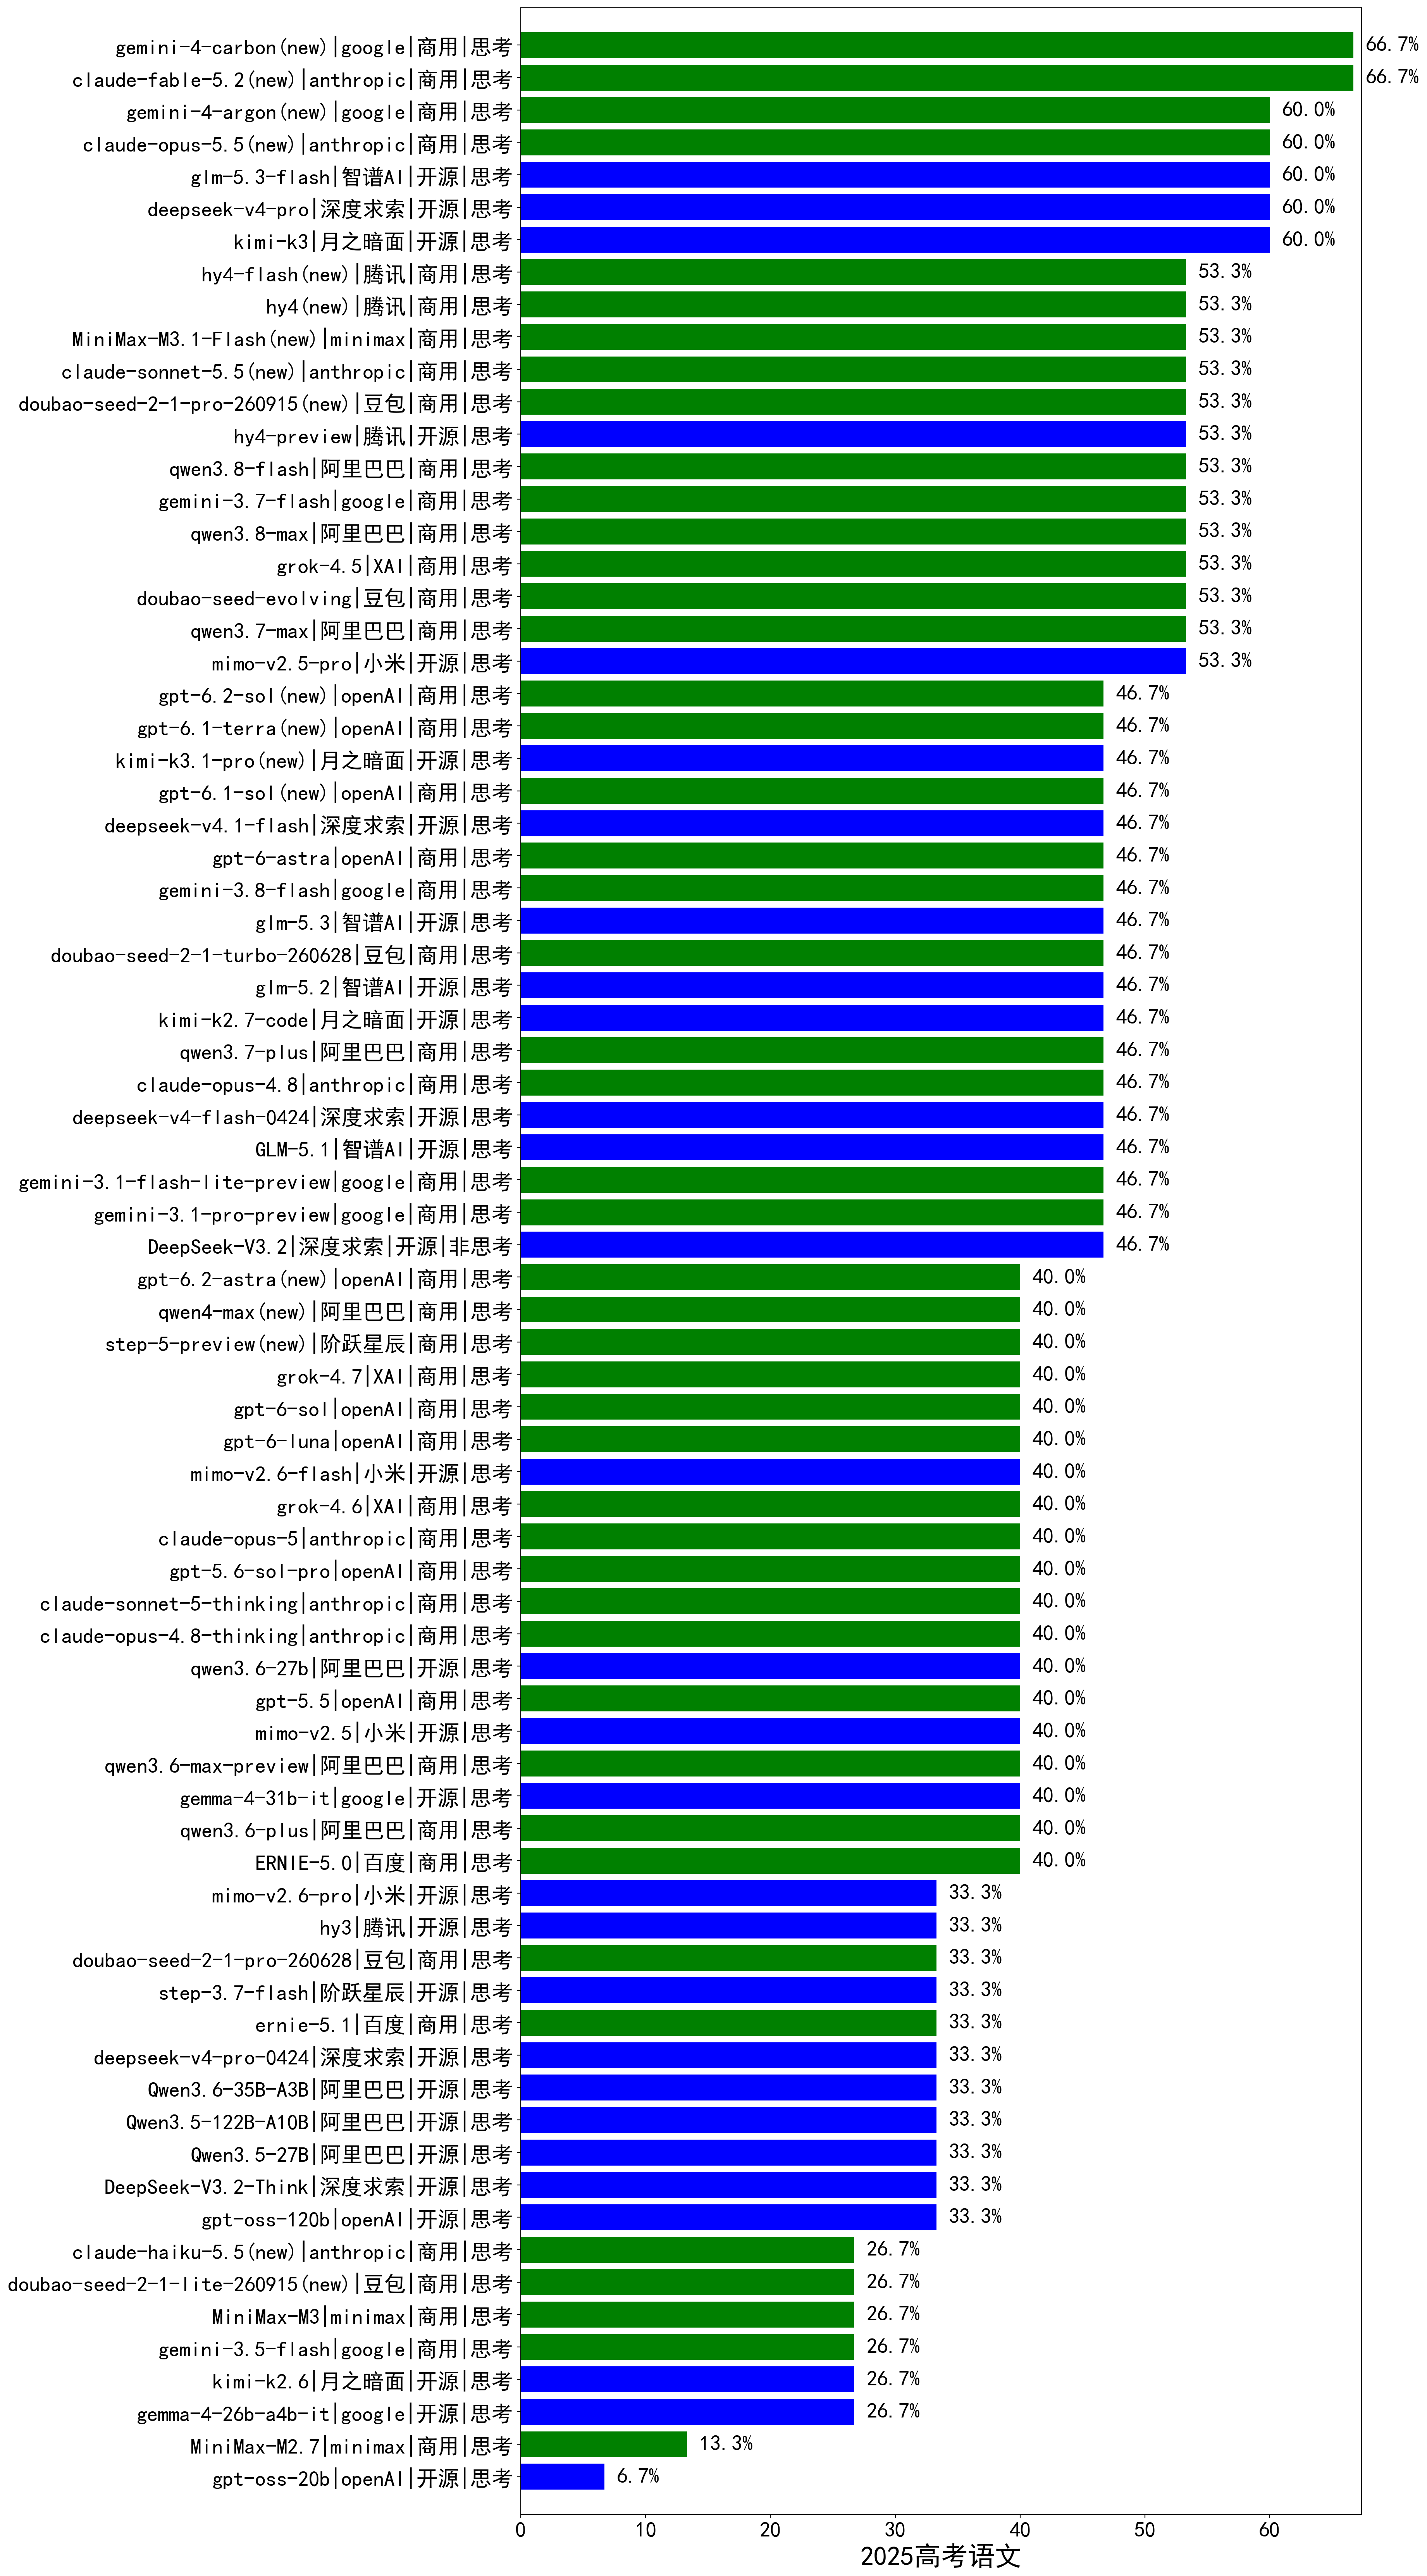 gemini-4-carbon(new)|google|商用|思考 66.7%
claude-fable-5.2(new)|anthropic|商用|思考 66.7%
gemini-4-argon(new)|google|商用|思考 60.0%
claude-opus-5.5(new)|anthropic|商用|思考 60.0%
glm-5.3-flash|智谱AI|开源|思考 60.0%
deepseek-v4-pro|深度求索|开源|思考 60.0%
kimi-k3|月之暗面|开源|思考 60.0%
hy4-flash(new)|腾讯|商用|思考 53.3%
hy4(new)|腾讯|商用|思考 53.3%
MiniMax-M3.1-Flash(new)|minimax|商用|思考 53.3%
claude-sonnet-5.5(new)|anthropic|商用|思考 53.3%
doubao-seed-2-1-pro-260915(new)|豆包|商用|思考 53.3%
hy4-preview|腾讯|开源|思考 53.3%
qwen3.8-flash|阿里巴巴|商用|思考 53.3%
gemini-3.7-flash|google|商用|思考 53.3%
qwen3.8-max|阿里巴巴|商用|思考 53.3%
grok-4.5|XAI|商用|思考 53.3%
doubao-seed-evolving|豆包|商用|思考 53.3%
qwen3.7-max|阿里巴巴|商用|思考 53.3%
mimo-v2.5-pro|小米|开源|思考 53.3%
gpt-6.2-sol(new)|openAI|商用|思考 46.7%
gpt-6.1-terra(new)|openAI|商用|思考 46.7%
kimi-k3.1-pro(new)|月之暗面|开源|思考 46.7%
gpt-6.1-sol(new)|openAI|商用|思考 46.7%
deepseek-v4.1-flash|深度求索|开源|思考 46.7%
gpt-6-astra|openAI|商用|思考 46.7%
gemini-3.8-flash|google|商用|思考 46.7%
glm-5.3|智谱AI|开源|思考 46.7%
doubao-seed-2-1-turbo-260628|豆包|商用|思考 46.7%
glm-5.2|智谱AI|开源|思考 46.7%
kimi-k2.7-code|月之暗面|开源|思考 46.7%
qwen3.7-plus|阿里巴巴|商用|思考 46.7%
claude-opus-4.8|anthropic|商用|思考 46.7%
deepseek-v4-flash-0424|深度求索|开源|思考 46.7%
GLM-5.1|智谱AI|开源|思考 46.7%
gemini-3.1-flash-lite-preview|google|商用|思考 46.7%
gemini-3.1-pro-preview|google|商用|思考 46.7%
DeepSeek-V3.2|深度求索|开源|非思考 46.7%
gpt-6.2-astra(new)|openAI|商用|思考 40.0%
qwen4-max(new)|阿里巴巴|商用|思考 40.0%
step-5-preview(new)|阶跃星辰|商用|思考 40.0%
grok-4.7|XAI|商用|思考 40.0%
gpt-6-sol|openAI|商用|思考 40.0%
gpt-6-luna|openAI|商用|思考 40.0%
mimo-v2.6-flash|小米|开源|思考 40.0%
grok-4.6|XAI|商用|思考 40.0%
claude-opus-5|anthropic|商用|思考 40.0%
gpt-5.6-sol-pro|openAI|商用|思考 40.0%
claude-sonnet-5-thinking|anthropic|商用|思考 40.0%
claude-opus-4.8-thinking|anthropic|商用|思考 40.0%
qwen3.6-27b|阿里巴巴|开源|思考 40.0%
gpt-5.5|openAI|商用|思考 40.0%
mimo-v2.5|小米|开源|思考 40.0%
qwen3.6-max-preview|阿里巴巴|商用|思考 40.0%
gemma-4-31b-it|google|开源|思考 40.0%
qwen3.6-plus|阿里巴巴|商用|思考 40.0%
ERNIE-5.0|百度|商用|思考 40.0%
mimo-v2.6-pro|小米|开源|思考 33.3%
hy3|腾讯|开源|思考 33.3%
doubao-seed-2-1-pro-260628|豆包|商用|思考 33.3%
step-3.7-flash|阶跃星辰|开源|思考 33.3%
ernie-5.1|百度|商用|思考 33.3%
deepseek-v4-pro-0424|深度求索|开源|思考 33.3%
Qwen3.6-35B-A3B|阿里巴巴|开源|思考 33.3%
Qwen3.5-122B-A10B|阿里巴巴|开源|思考 33.3%
Qwen3.5-27B|阿里巴巴|开源|思考 33.3%
DeepSeek-V3.2-Think|深度求索|开源|思考 33.3%
gpt-oss-120b|openAI|开源|思考 33.3%
claude-haiku-5.5(new)|anthropic|商用|思考 26.7%
doubao-seed-2-1-lite-260915(new)|豆包|商用|思考 26.7%
MiniMax-M3|minimax|商用|思考 26.7%
gemini-3.5-flash|google|商用|思考 26.7%
kimi-k2.6|月之暗面|开源|思考 26.7%
gemma-4-26b-a4b-it|google|开源|思考 26.7%
MiniMax-M2.7|minimax|商用|思考 13.3%
gpt-oss-20b|openAI|开源|思考 6.7%
0 10 20 30 40 50 60
2025高考语文